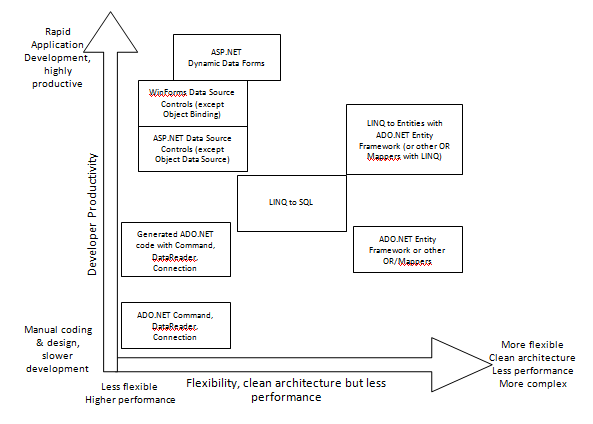 Rapid
Application
Development,
highly
productive
ASP.NET
Dynamic Data Forms
WinForms Data Source
Controls (except
Object Binding)
ASP.NET Data Source
Controls (except
Object Data Source)
LINQ to Entities with
ADO.NET Entity
Framework (or other OR
Mappers with LINQ)
LINQ to SQL
Developer Productivity
Generated ADO.NET
code with Command,
DataReader,
Connection
ADO.NET Entity
Framework or other
OR/Mappers
ADO.NET Command,
DataReader,
Connection
Manual coding
& design,
slower
development
Less flexible
Higher performance
Flexibility, clean architecture but less
performance
More flexible
Clean architecture
Less performance
More complex